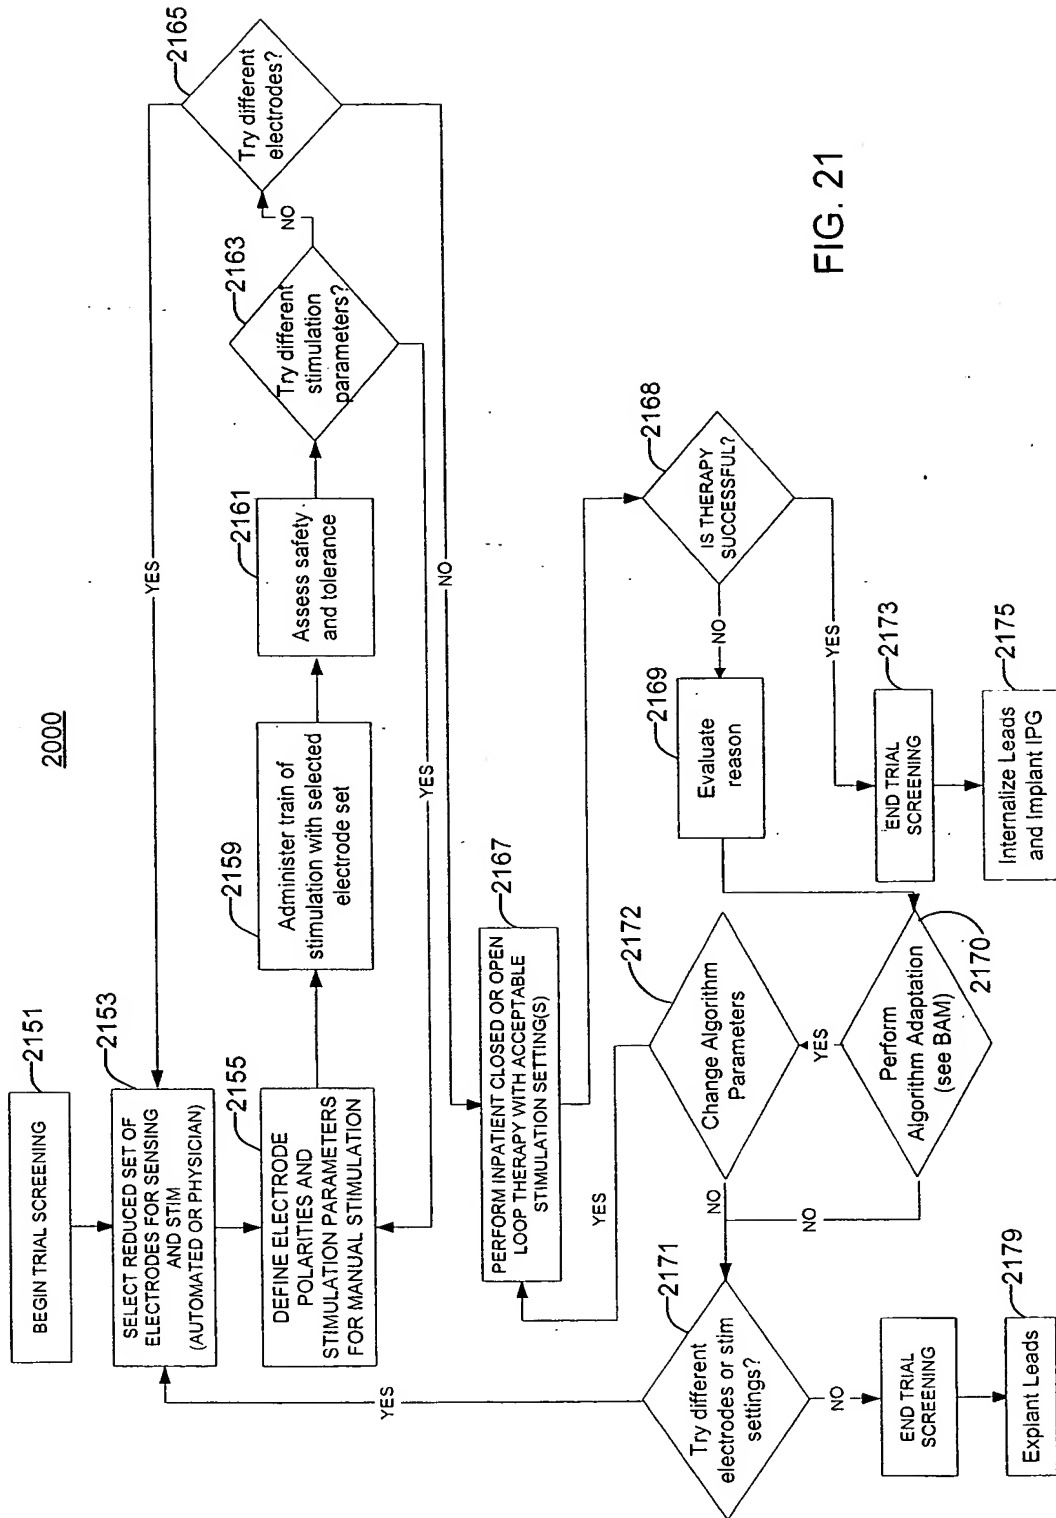 2000
BEGIN TRIAL SCREENING
2151
SELECT REDUCED SET OF
ELECTRODES FOR SENSING
AND STIM
(AUTOMATED OR PHYSICIAN)
2153
DEFINE ELECTRODE
POLARITIES AND
STIMULATION PARAMETERS
FOR MANUAL STIMULATION
2155
Administer train of
stimulation with selected
electrode set
2159
Assess safety
and tolerance
2161
Try different
stimulation
parameters?
2163
NO
YES
Try different
electrodes?
2165
YES
NO
PERFORM INPATIENT CLOSED OR OPEN
LOOP THERAPY WITH ACCEPTABLE
STIMULATION SETTING(S)
2167
IS THERAPY
SUCCESSFUL?
2168
NO
YES
Evaluate
reason
2169
Perform
Algorithm Adaptation
(see BAM)
2170
YES
NO
Change Algorithm
Parameters
2172
YES
NO
Try different
electrodes or stim
settings?
2171
YES
NO
END TRIAL
SCREENING
Explant Leads
2179
END TRIAL
SCREENING
2173
Internalize Leads
and Implant IPG
2175
FIG. 21